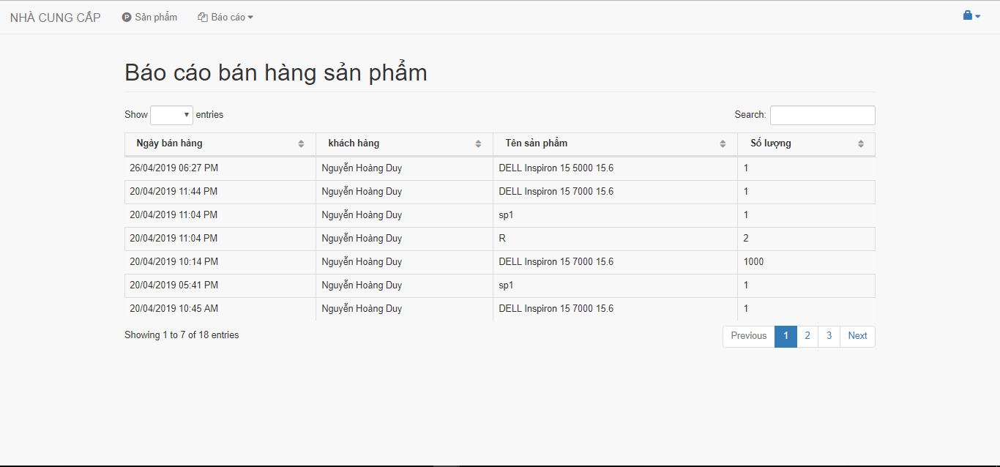 NHÀ CUNG CẤP Sản phẩm Báo cáo
Báo cáo bán hàng sản phẩm
Show entries Search:
Ngày bán hàng khách hàng Tên sản phẩm Số lượng
26/04/2019 06:27 PM Nguyễn Hoàng Duy DELL Inspiron 15 5000 15.6 1
20/04/2019 11:44 PM Nguyễn Hoàng Duy DELL Inspiron 15 7000 15.6 1
20/04/2019 11:04 PM Nguyễn Hoàng Duy sp1 1
20/04/2019 11:04 PM Nguyễn Hoàng Duy R 2
20/04/2019 10:14 PM Nguyễn Hoàng Duy DELL Inspiron 15 7000 15.6 1000
20/04/2019 05:41 PM Nguyễn Hoàng Duy sp1 1
20/04/2019 10:45 AM Nguyễn Hoàng Duy DELL Inspiron 15 7000 15.6 1
Showing 1 to 7 of 18 entries Previous 1 2 3 Next